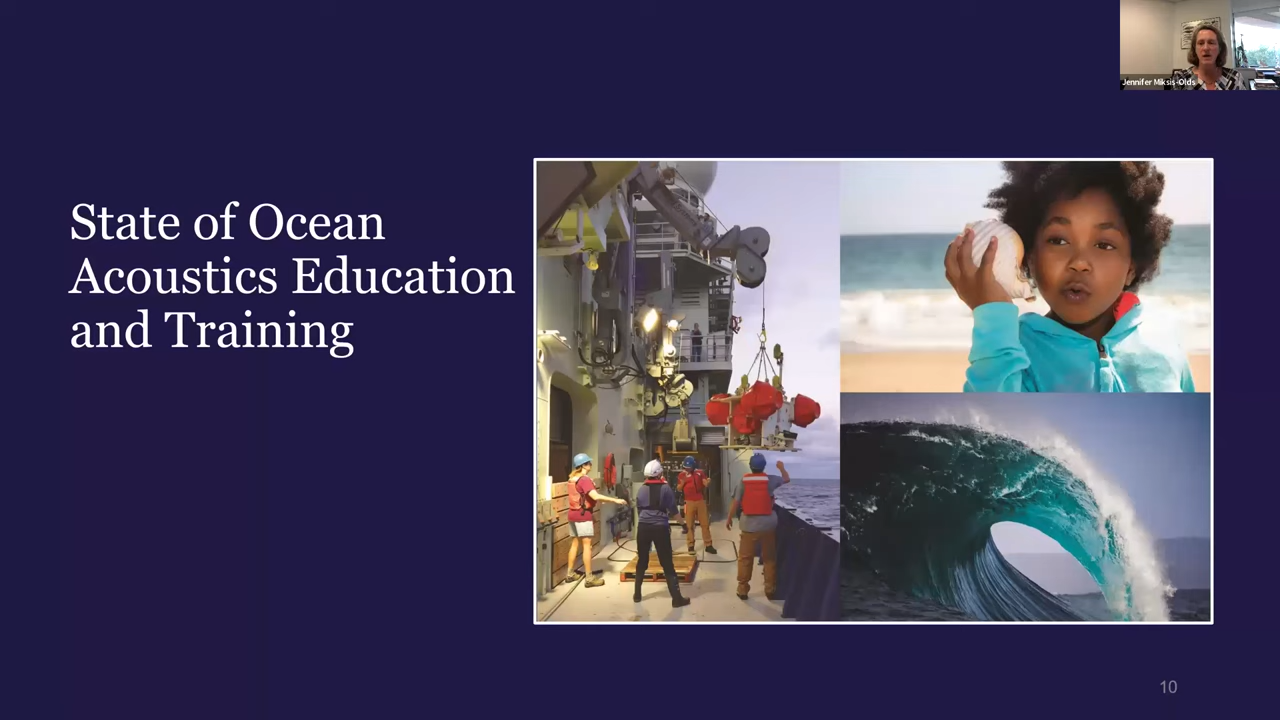 Jennifer Miksis-Olds
State of Ocean
Acoustics Education
and Training
10